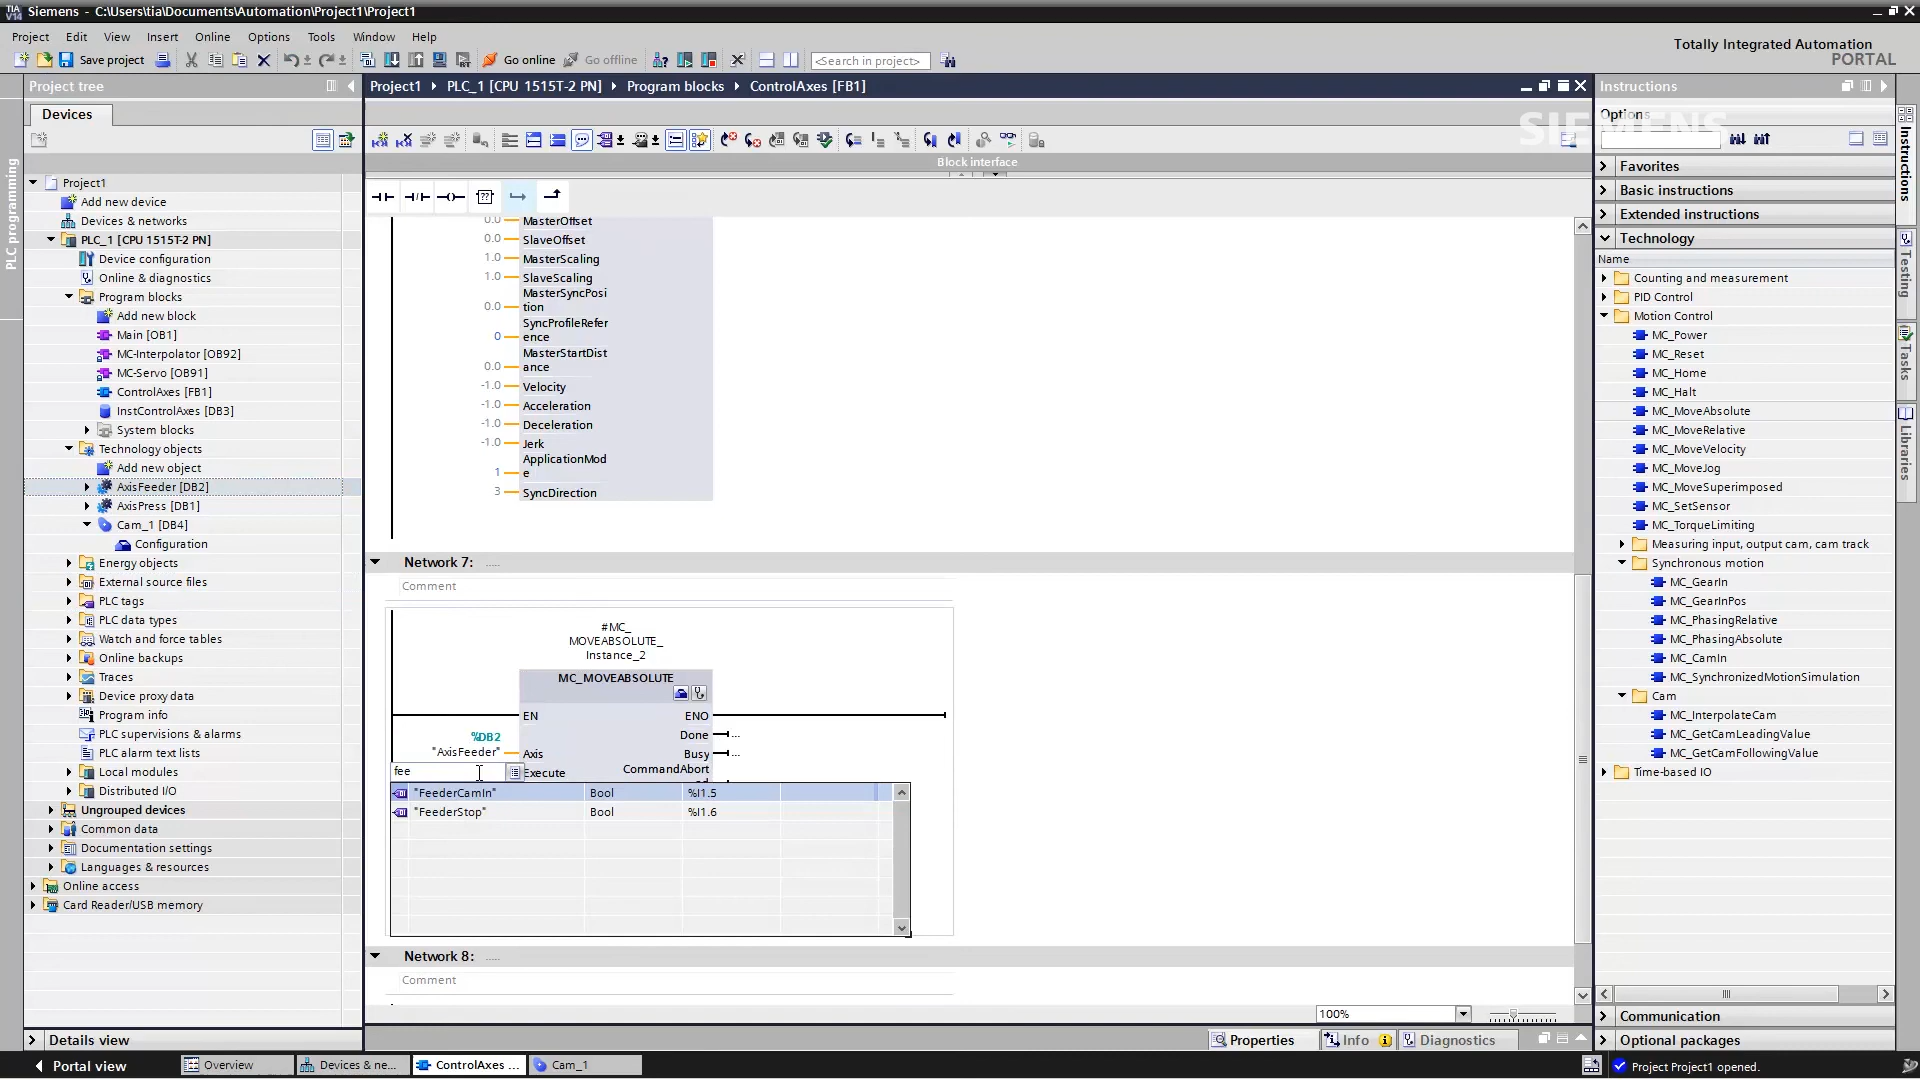 Siemens - C:\Users\tia\Documents\Automation\Project1\Project1
Project Edit View Insert Online Options Tools Window Help
Save project
Go online
Go offline
<Search in project>
Totally Integrated Automation
PORTAL
Project tree
Devices
PLC programming
Project1
Add new device
Devices & networks
PLC_1 [CPU 1515T-2 PN]
Device configuration
Online & diagnostics
Program blocks
Add new block
Main [OB1]
MC-Interpolator [OB92]
MC-Servo [OB91]
ControlAxes [FB1]
InstControlAxes [DB3]
System blocks
Technology objects
Add new object
AxisFeeder [DB2]
AxisPress [DB1]
Cam_1 [DB4]
Configuration
Energy objects
External source files
PLC tags
PLC data types
Watch and force tables
Online backups
Traces
Device proxy data
Program info
PLC supervisions & alarms
PLC alarm text lists
Local modules
Distributed I/O
Ungrouped devices
Common data
Documentation settings
Languages & resources
Online access
Card Reader/USB memory
Details view
Project1 PLC_1 [CPU 1515T-2 PN] Program blocks ControlAxes [FB1]
Block interface
0.0 MasterOffset
0.0 SlaveOffset
1.0 MasterScaling
1.0 SlaveScaling
MasterSyncPosi
0.0 tion
SyncProfileRefer
0 ence
MasterStartDist
0.0 ance
-1.0 Velocity
-1.0 Acceleration
-1.0 Deceleration
-1.0 Jerk
ApplicationMod
1 e
3 SyncDirection
Network 7: .....
Comment
#MC_
MOVEABSOLUTE_
Instance_2
MC_MOVEABSOLUTE
EN ENO
Done ...
%DB2
"AxisFeeder" Axis Busy ...
fee Execute CommandAbort
"FeederCamIn" Bool %I1.5
"FeederStop" Bool %I1.6
Network 8: .....
Comment
100%
Properties Info Diagnostics
Instructions
Options
SIEMENS
Favorites
Basic instructions
Extended instructions
Technology
Name
Counting and measurement
PID Control
Motion Control
MC_Power
MC_Reset
MC_Home
MC_Halt
MC_MoveAbsolute
MC_MoveRelative
MC_MoveVelocity
MC_MoveJog
MC_MoveSuperimposed
MC_SetSensor
MC_TorqueLimiting
Measuring input, output cam, cam track
Synchronous motion
MC_GearIn
MC_GearInPos
MC_PhasingRelative
MC_PhasingAbsolute
MC_CamIn
MC_SynchronizedMotionSimulation
Cam
MC_InterpolateCam
MC_GetCamLeadingValue
MC_GetCamFollowingValue
Time-based IO
Communication
Optional packages
Instructions
Testing
Tasks
Libraries
Portal view
Overview
Devices & ne...
ControlAxes ...
Cam_1
Project Project1 opened.